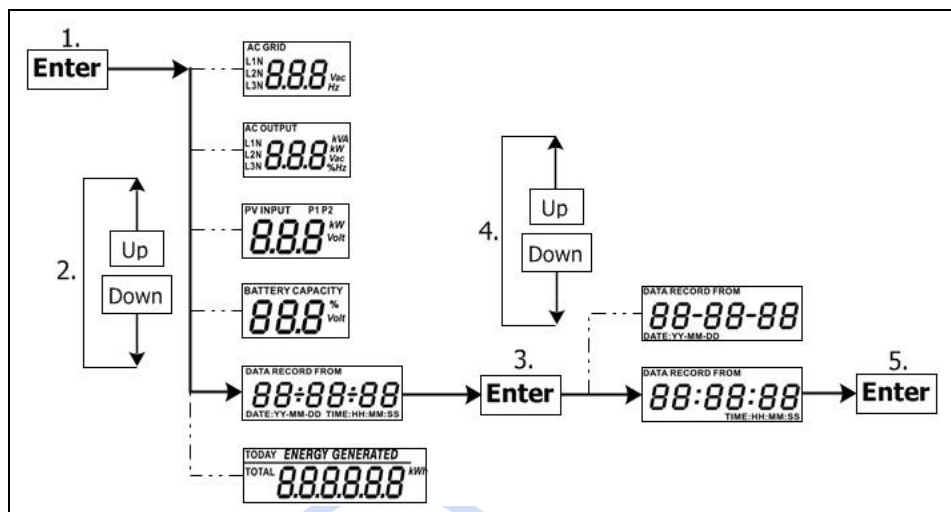 1.
Enter
AC GRID
L1N
L2N
L3N
8.8.8
Vac
Hz
AC OUTPUT
L1N
L2N
L3N
8.8.8
kVA
kW
Vac
%Hz
2.
Up
Down
PV INPUT P1 P2
8.8.8
kW
Volt
BATTERY CAPACITY
88.8
%
Volt
DATA RECORD FROM
88÷88÷88
DATE:YY-MM-DD TIME:HH:MM:SS
TODAY ENERGY GENERATED
TOTAL 8.8.8.8.8.8 kWh
3.
Enter
4.
Up
Down
DATA RECORD FROM
88-88-88
DATE:YY-MM-DD
DATA RECORD FROM
88:88:88
TIME:HH:MM:SS
5.
Enter